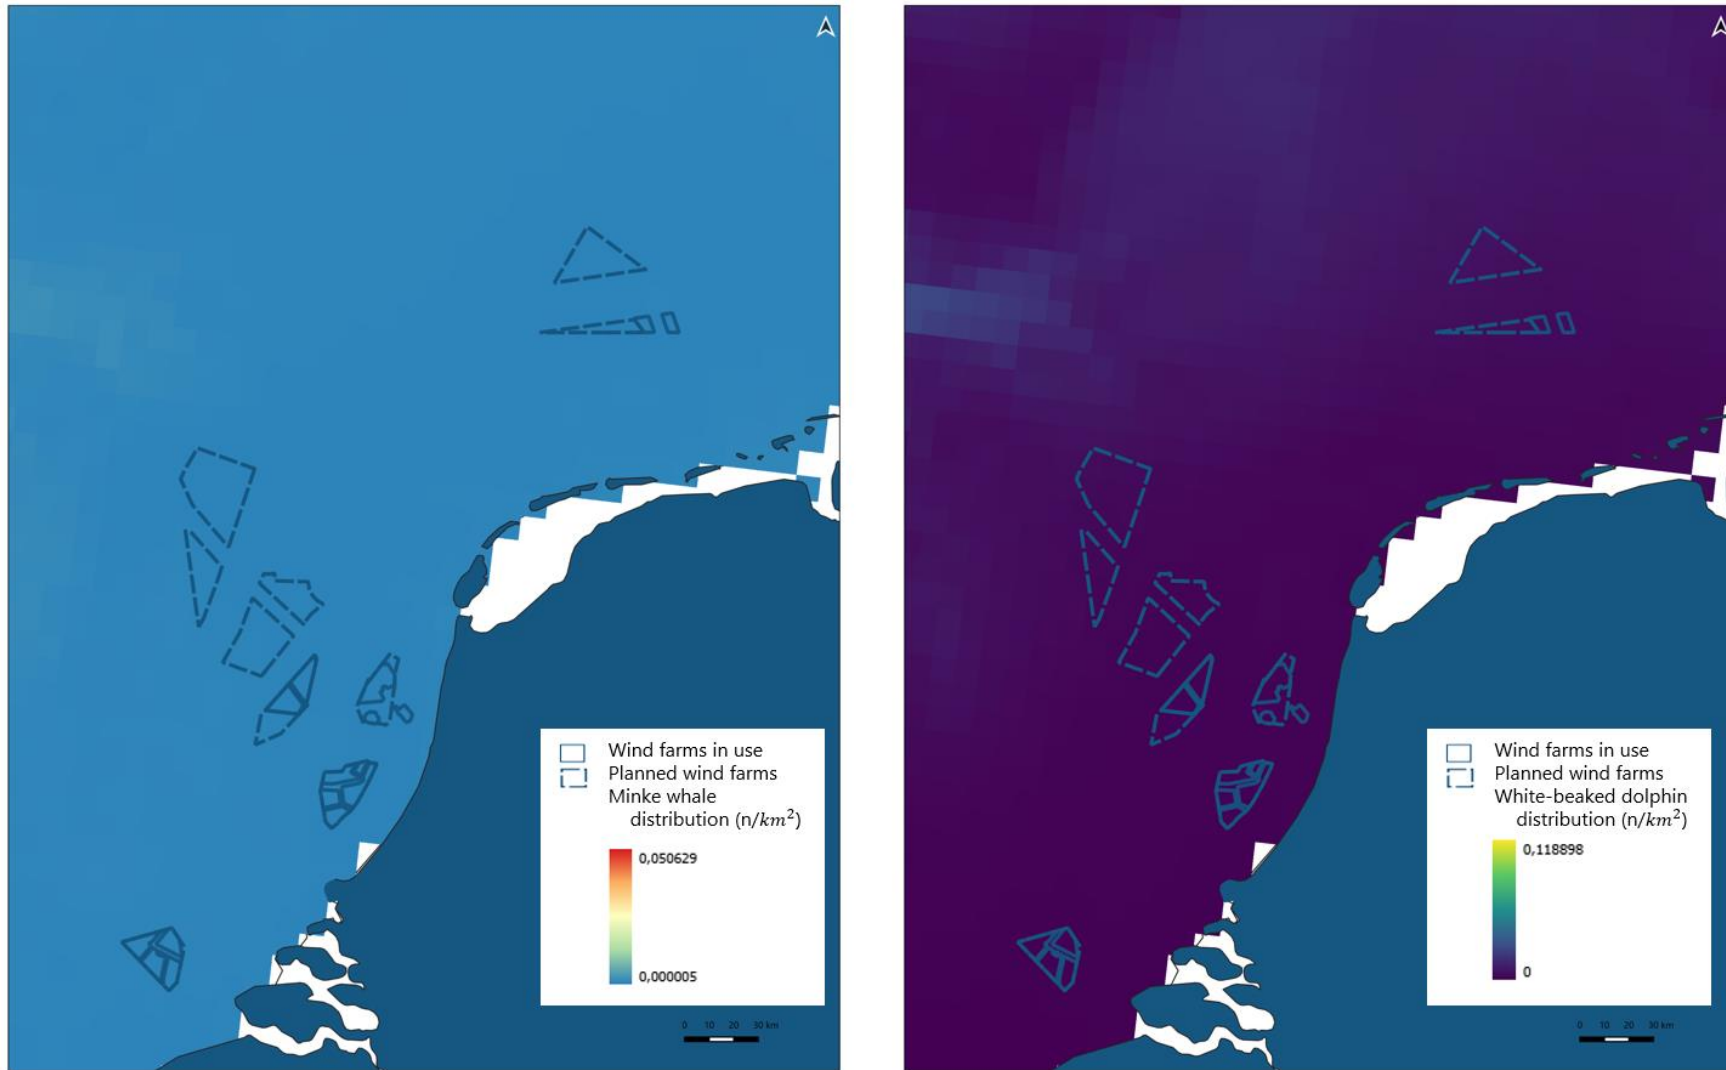 Wind farms in use
Planned wind farms
Minke whale
distribution (n/km²)
0,050629
0,000005
0 10 20 30 km
Wind farms in use
Planned wind farms
White-beaked dolphin
distribution (n/km²)
0,118898
0
0 10 20 30 km